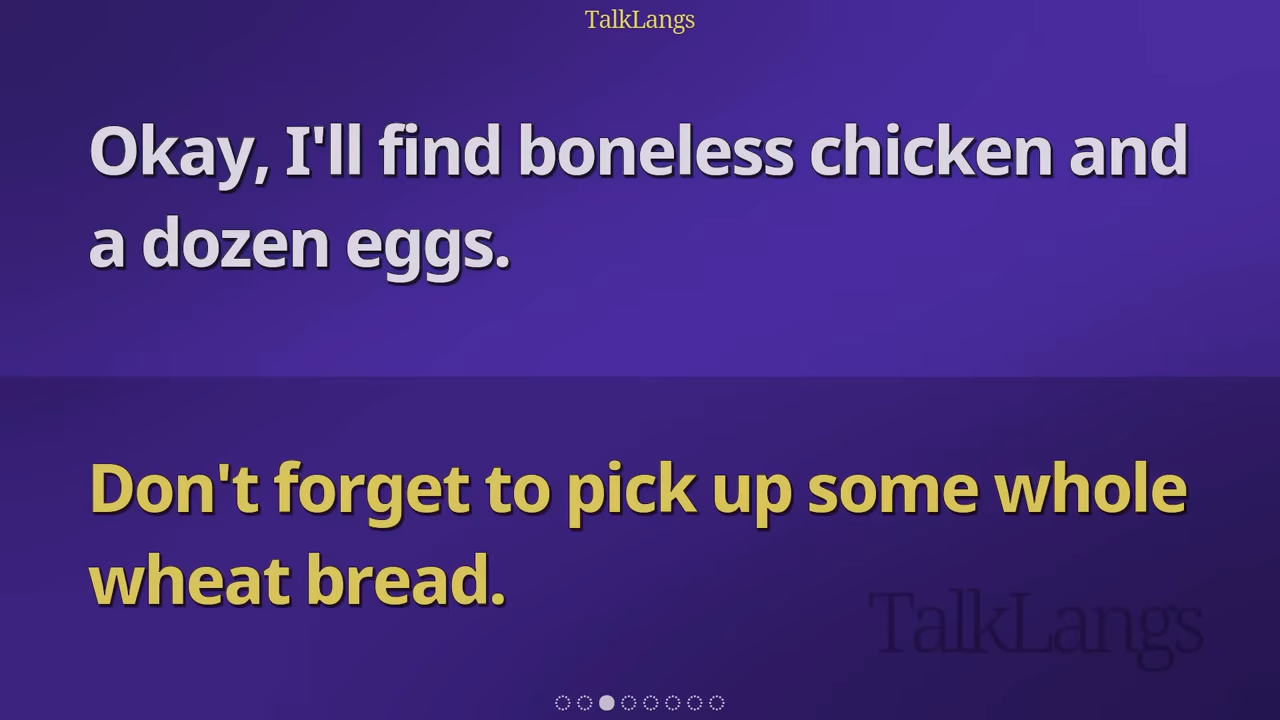 TalkLangs
Okay, I'll find boneless chicken and
a dozen eggs.
Don't forget to pick up some whole
wheat bread.
TalkLangs